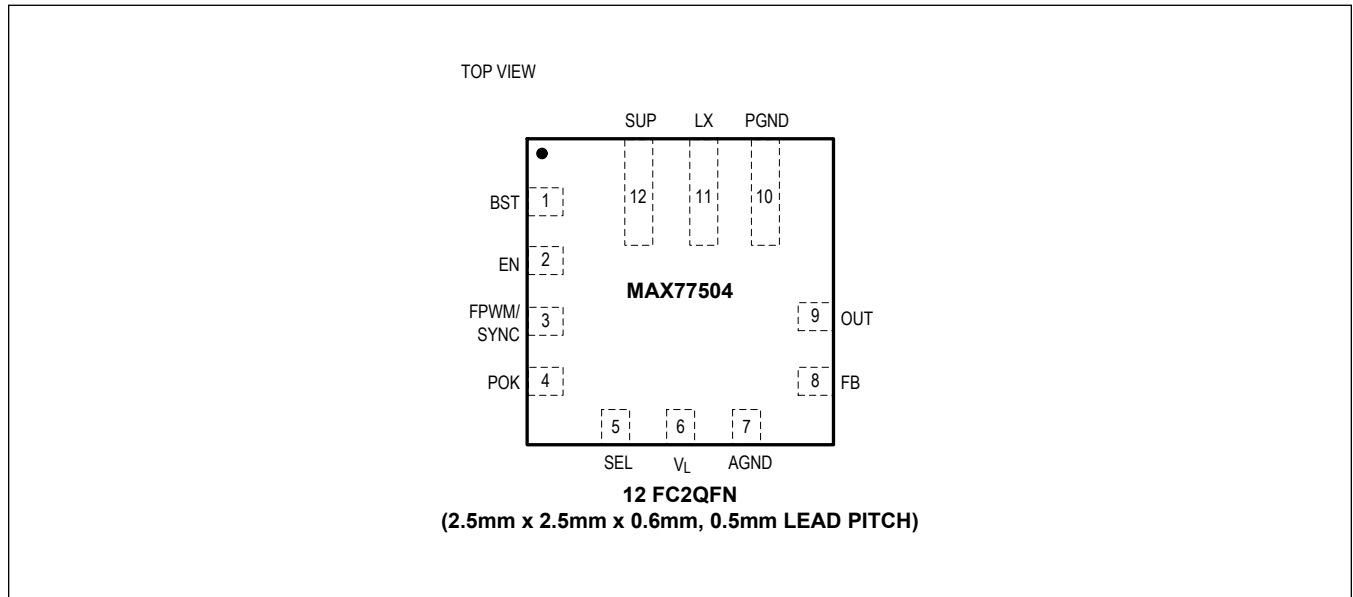 TOP VIEW
SUP LX PGND
12 11 10
BST 1
EN 2
MAX77504
FPWM/
SYNC 3
9 OUT
POK 4
8 FB
5 6 7
SEL VL AGND
12 FC2QFN
(2.5mm x 2.5mm x 0.6mm, 0.5mm LEAD PITCH)